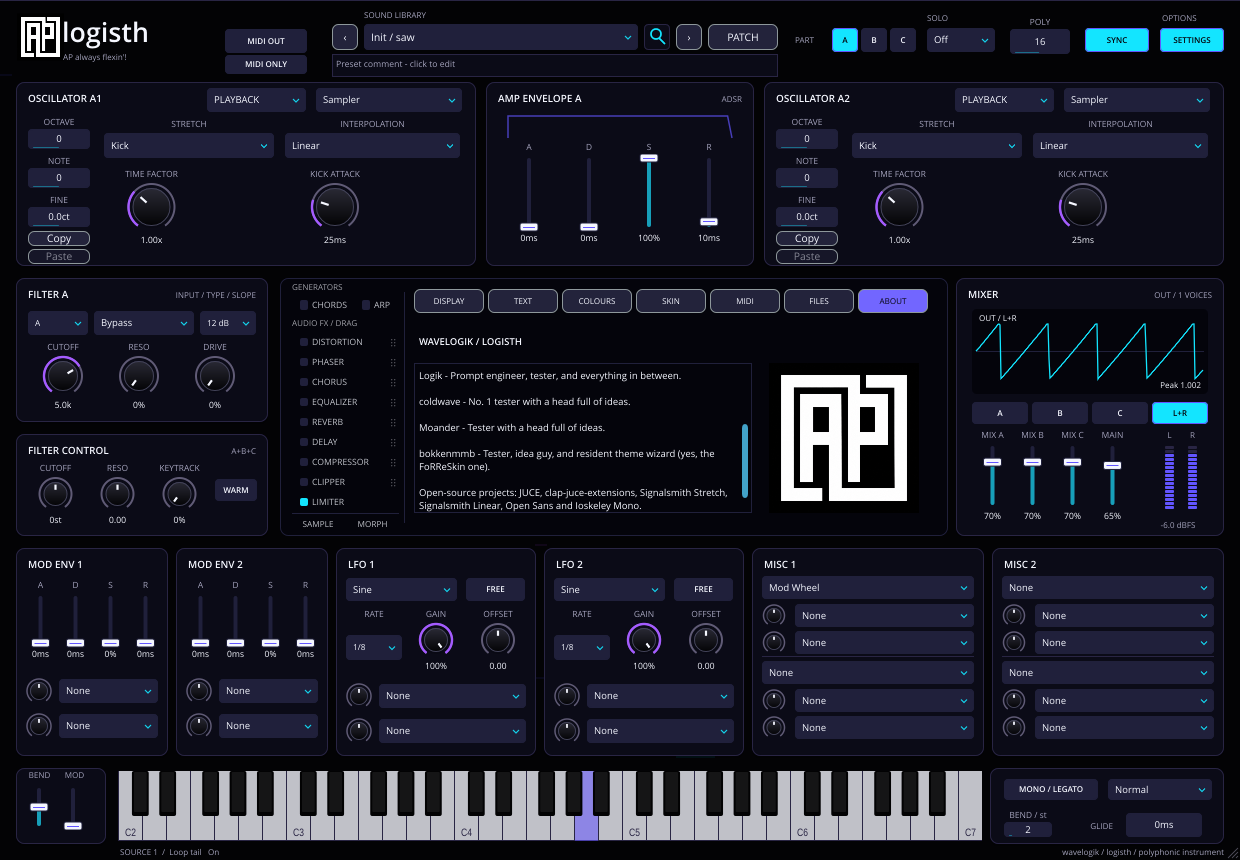 AP logisth
AP always flexin'!
MIDI OUT
MIDI ONLY
SOUND LIBRARY
‹ Init / saw › PATCH
Preset comment - click to edit
PART A B C
SOLO
Off
POLY
16
SYNC
OPTIONS
SETTINGS
OSCILLATOR A1 PLAYBACK Sampler
OCTAVE STRETCH INTERPOLATION
0 Kick Linear
NOTE
0 TIME FACTOR KICK ATTACK
FINE
0.0ct
Copy 1.00x 25ms
Paste
AMP ENVELOPE A ADSR
A D S R
0ms 0ms 100% 10ms
OSCILLATOR A2 PLAYBACK Sampler
OCTAVE STRETCH INTERPOLATION
0 Kick Linear
NOTE
0 TIME FACTOR KICK ATTACK
FINE
0.0ct
Copy 1.00x 25ms
Paste
FILTER A INPUT / TYPE / SLOPE
A Bypass 12 dB
CUTOFF RESO DRIVE
5.0k 0% 0%
FILTER CONTROL A+B+C
CUTOFF RESO KEYTRACK
WARM
0st 0.00 0%
GENERATORS
CHORDS ARP
AUDIO FX / DRAG
DISTORTION
PHASER
CHORUS
EQUALIZER
REVERB
DELAY
COMPRESSOR
CLIPPER
LIMITER
SAMPLE MORPH
DISPLAY TEXT COLOURS SKIN MIDI FILES ABOUT
WAVELOGIK / LOGISTH
Logik - Prompt engineer, tester, and everything in between.
coldwave - No. 1 tester with a head full of ideas.
Moander - Tester with a head full of ideas.
bokkenmmb - Tester, idea guy, and resident theme wizard (yes, the
FoRReSkin one).
Open-source projects: JUCE, clap-juce-extensions, Signalsmith Stretch,
Signalsmith Linear, Open Sans and Ioskeley Mono.
AP
MIXER OUT / 1 VOICES
OUT / L+R
Peak 1.002
A B C L+R
MIX A MIX B MIX C MAIN L R
70% 70% 70% 65%
-6.0 dBFS
MOD ENV 1
A D S R
0ms 0ms 0% 0ms
None
None
MOD ENV 2
A D S R
0ms 0ms 0% 0ms
None
None
LFO 1
Sine FREE
RATE GAIN OFFSET
1/8
100% 0.00
None
None
LFO 2
Sine FREE
RATE GAIN OFFSET
1/8
100% 0.00
None
None
MISC 1
Mod Wheel
None
None
None
None
None
MISC 2
None
None
None
None
None
None
BEND MOD
C2 C3 C4 C5 C6 C7
SOURCE 1 / Loop tail On
MONO / LEGATO Normal
BEND / st
2 GLIDE 0ms
wavelogik / logisth / polyphonic instrument